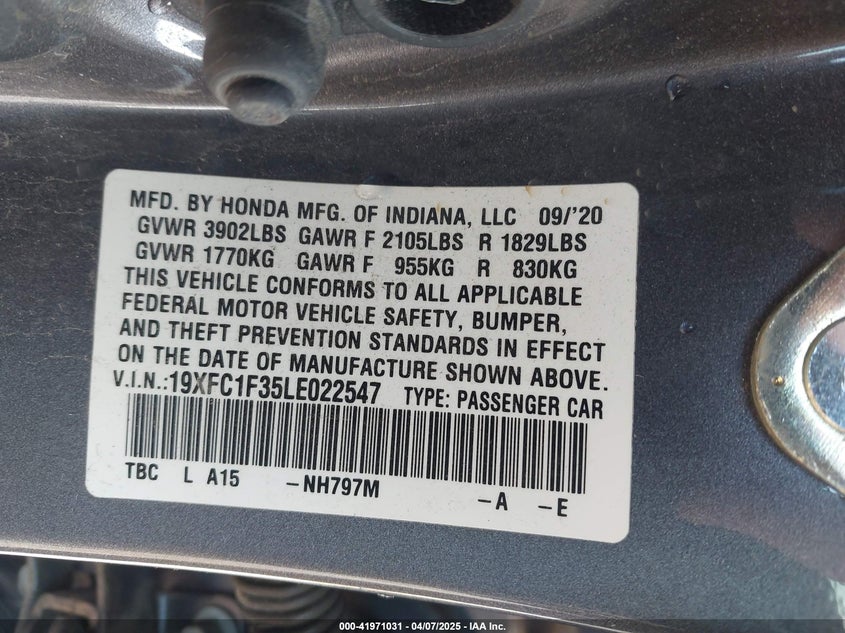 MFD. BY HONDA MFG. OF INDIANA, LLC 09/'20
GVWR 3902LBS GAWR F 2105LBS R 1829LBS
GVWR 1770KG GAWR F 955KG R 830KG
THIS VEHICLE CONFORMS TO ALL APPLICABLE
FEDERAL MOTOR VEHICLE SAFETY, BUMPER,
AND THEFT PREVENTION STANDARDS IN EFFECT
ON THE DATE OF MANUFACTURE SHOWN ABOVE.
V.I.N.:19XFC1F35LE022547 TYPE: PASSENGER CAR
TBC L A15 -NH797M -A -E
000-41971031 - 04/07/2025 - IAA Inc.